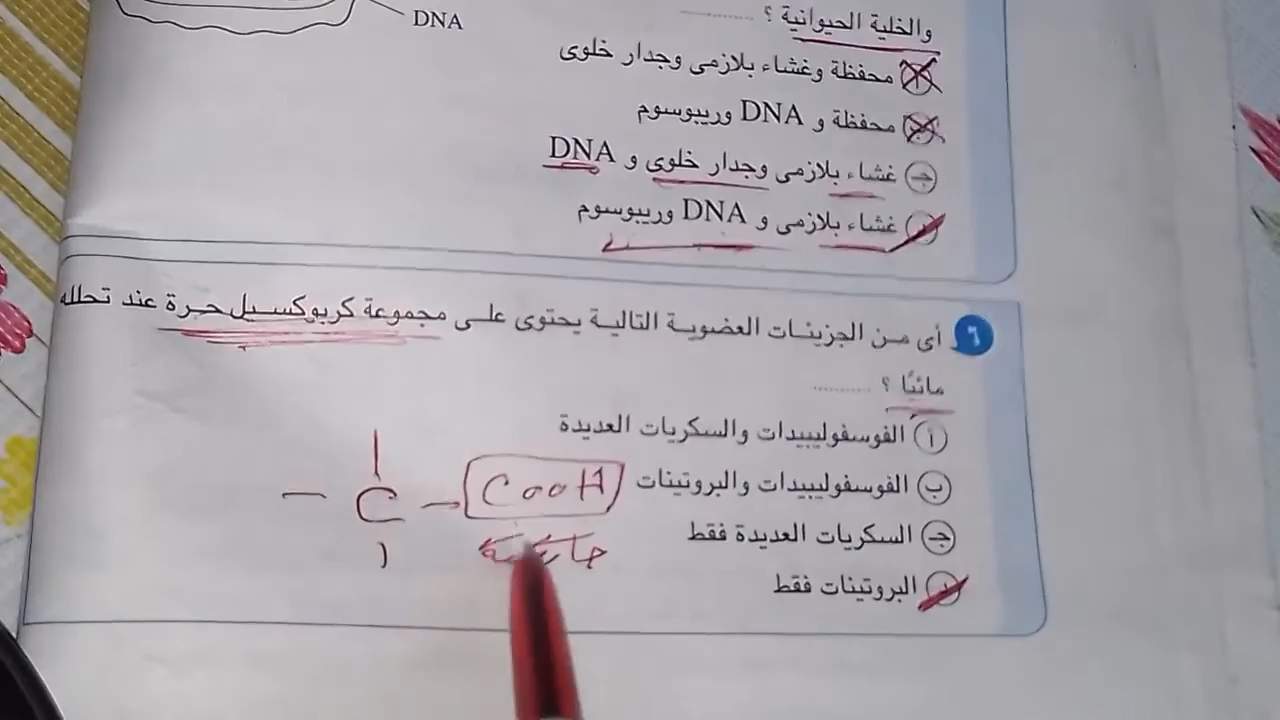 DNA
والخلية الحيوانية ؟ ..........
أ محفظة وغشاء بلازمى وجدار خلوى
ب محفظة و DNA وريبوسوم
جـ غشاء بلازمى وجدار خلوى و DNA
د غشاء بلازمى و DNA وريبوسوم
٦ أى من الجزيئات العضوية التالية يحتوى على مجموعة كربوكسيل حرة عند تحلله
مائيًا ؟ ..........
أ الفوسفوليبيدات والسكريات العديدة
ب الفوسفوليبيدات والبروتينات
جـ السكريات العديدة فقط
د البروتينات فقط
C - COOH